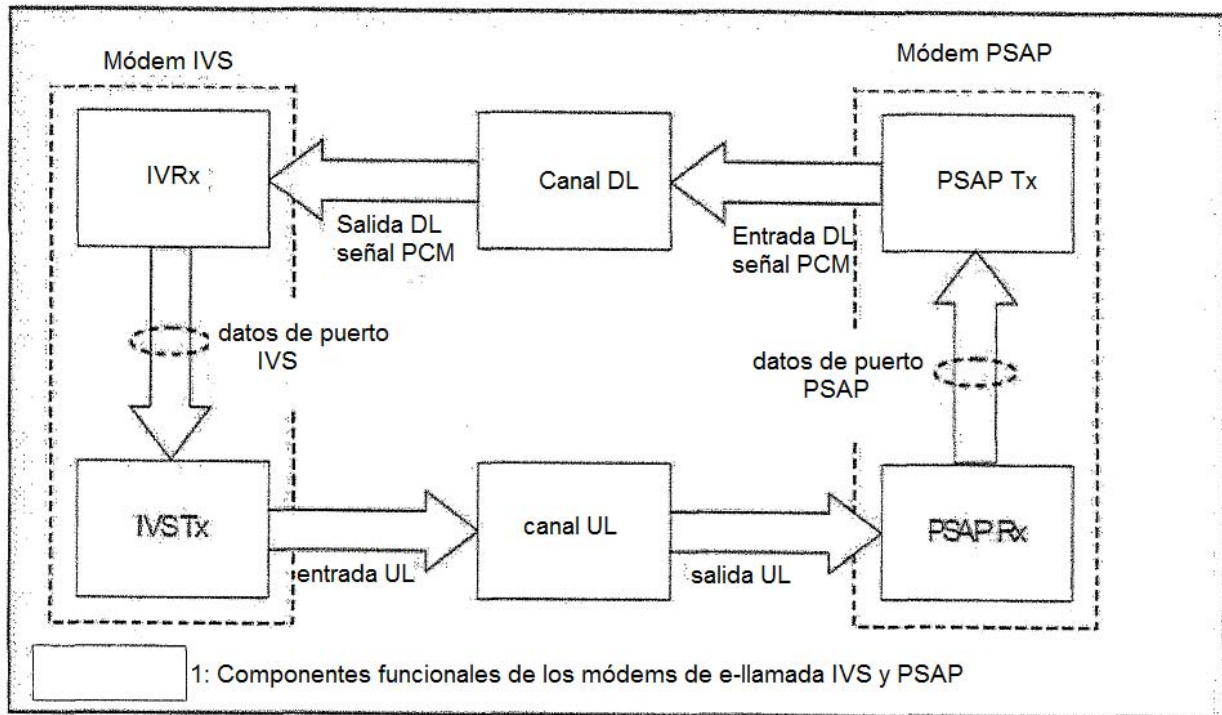 Módem IVS
Módem PSAP
IVRx
Canal DL
PSAP Tx
Salida DL
señal PCM
Entrada DL
señal PCM
datos de puerto
IVS
datos de puerto
PSAP
IVSTx
canal UL
PSAP Rx
entrada UL
salida UL
1: Componentes funcionales de los módems de e-llamada IVS y PSAP